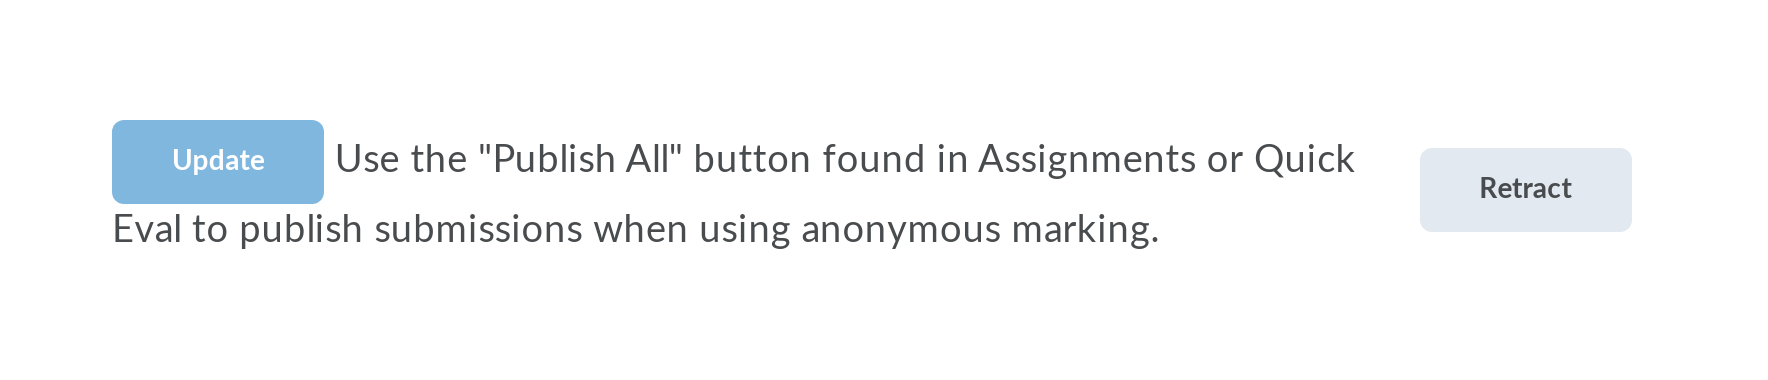 Update Use the "Publish All" button found in Assignments or Quick
Eval to publish submissions when using anonymous marking.
Retract